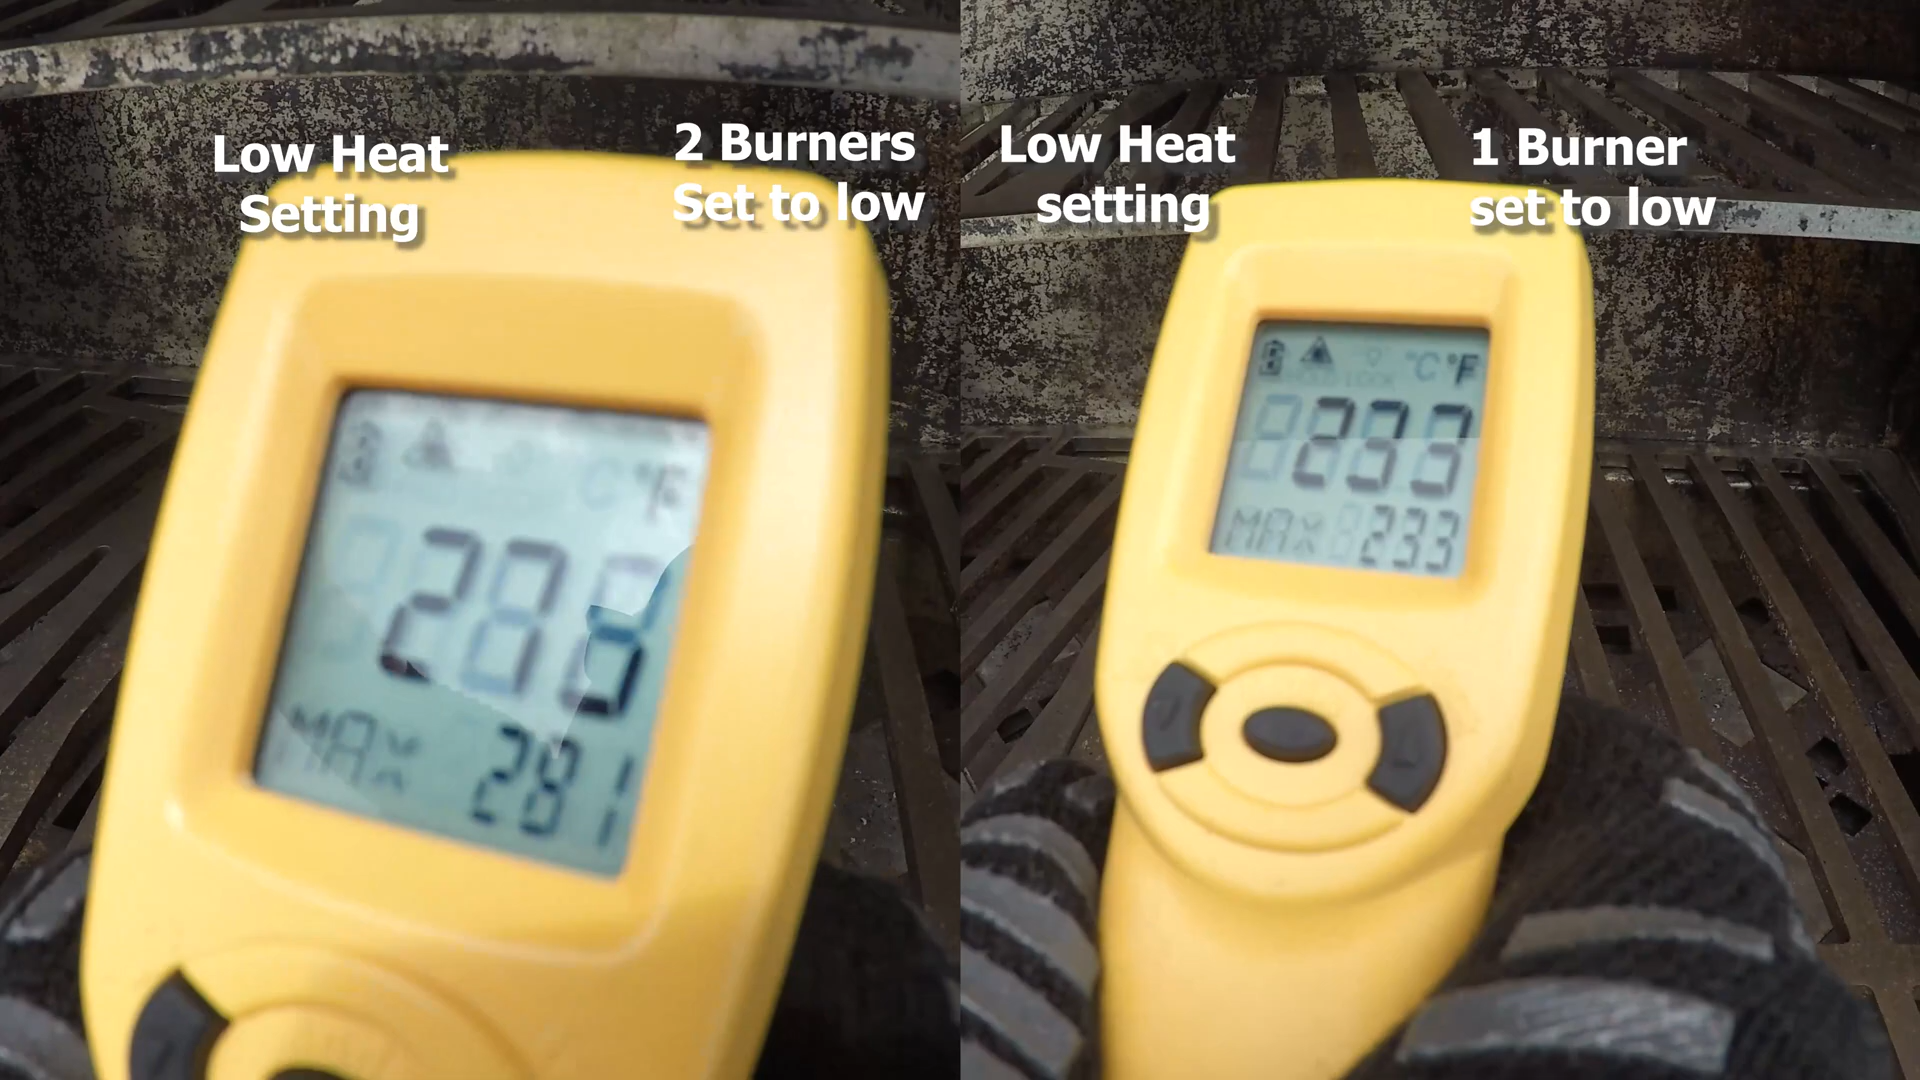 Low Heat
Setting
2 Burners
Set to low
°F
MAX 281
Low Heat
setting
1 Burner
set to low
°F
233
MAX 233